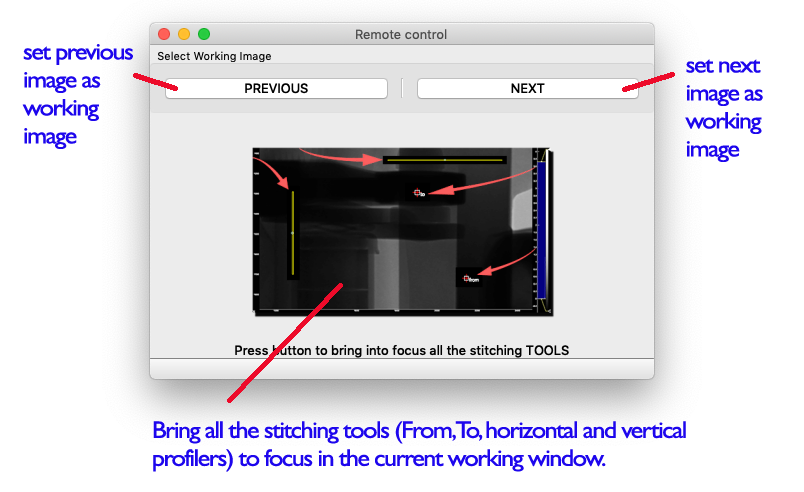 Remote control
set previous
image as
working
image
Select Working Image
PREVIOUS
NEXT
set next
image as
working
image
to
from
Press button to bring into focus all the stitching TOOLS
Bring all the stitching tools (From,To, horizontal and vertical
profilers) to focus in the current working window.